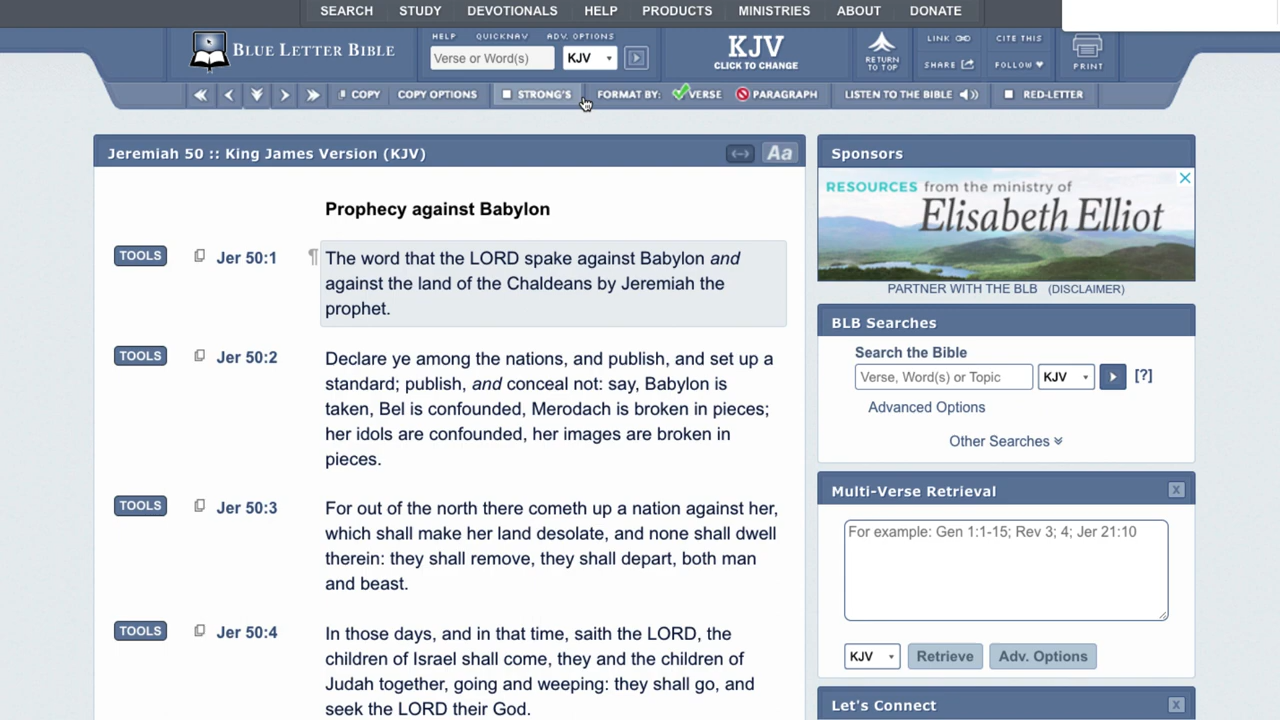 SEARCH STUDY DEVOTIONALS HELP PRODUCTS MINISTRIES ABOUT DONATE
BLUE LETTER BIBLE
HELP QUICKNAV ADV. OPTIONS
Verse or Word(s) KJV
KJV
CLICK TO CHANGE
RETURN
TO TOP
LINK CITE THIS
SHARE FOLLOW
PRINT
COPY COPY OPTIONS STRONG'S FORMAT BY: VERSE PARAGRAPH LISTEN TO THE BIBLE RED-LETTER
Jeremiah 50 :: King James Version (KJV)
Aa
Prophecy against Babylon
TOOLS Jer 50:1 ¶ The word that the LORD spake against Babylon and
against the land of the Chaldeans by Jeremiah the
prophet.
TOOLS Jer 50:2 Declare ye among the nations, and publish, and set up a
standard; publish, and conceal not: say, Babylon is
taken, Bel is confounded, Merodach is broken in pieces;
her idols are confounded, her images are broken in
pieces.
TOOLS Jer 50:3 For out of the north there cometh up a nation against her,
which shall make her land desolate, and none shall dwell
therein: they shall remove, they shall depart, both man
and beast.
TOOLS Jer 50:4 In those days, and in that time, saith the LORD, the
children of Israel shall come, they and the children of
Judah together, going and weeping: they shall go, and
seek the LORD their God.
Sponsors
RESOURCES from the ministry of
Elisabeth Elliot
PARTNER WITH THE BLB (DISCLAIMER)
BLB Searches
Search the Bible
Verse, Word(s) or Topic KJV [?]
Advanced Options
Other Searches
Multi-Verse Retrieval X
For example: Gen 1:1-15; Rev 3; 4; Jer 21:10
KJV Retrieve Adv. Options
Let's Connect X